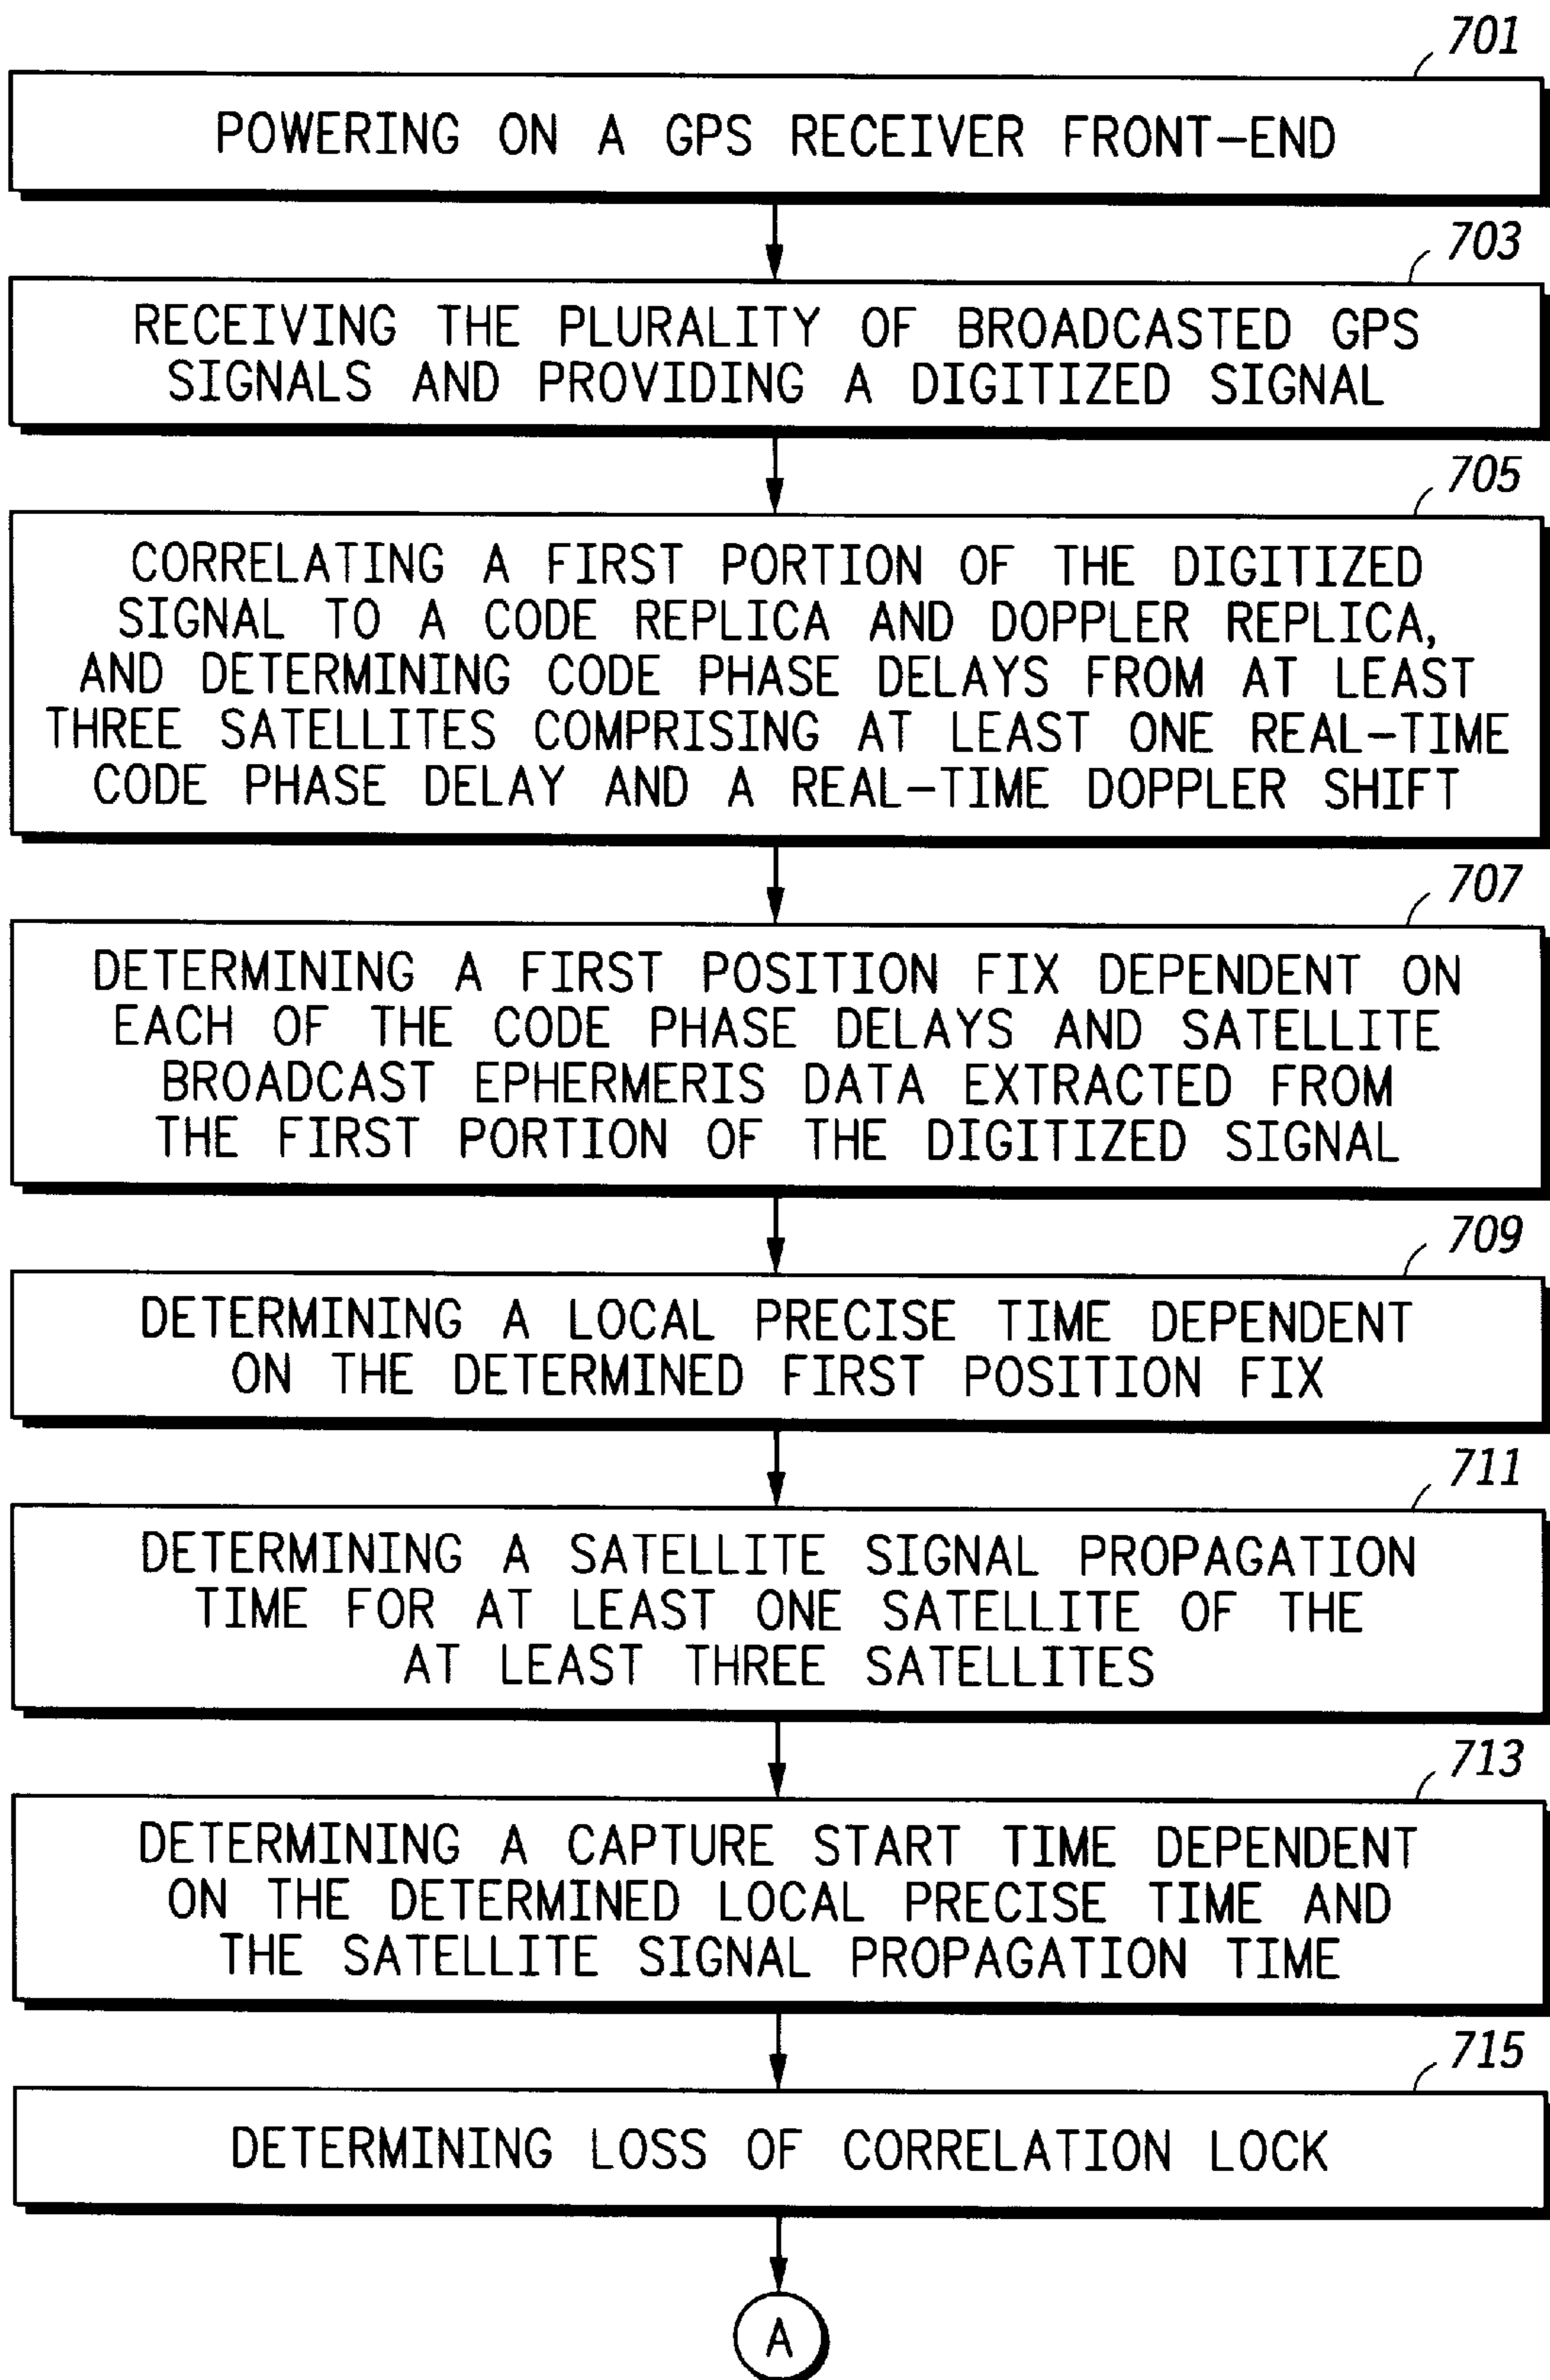 701
POWERING ON A GPS RECEIVER FRONT-END
703
RECEIVING THE PLURALITY OF BROADCASTED GPS
SIGNALS AND PROVIDING A DIGITIZED SIGNAL
705
CORRELATING A FIRST PORTION OF THE DIGITIZED
SIGNAL TO A CODE REPLICA AND DOPPLER REPLICA,
AND DETERMINING CODE PHASE DELAYS FROM AT LEAST
THREE SATELLITES COMPRISING AT LEAST ONE REAL-TIME
CODE PHASE DELAY AND A REAL-TIME DOPPLER SHIFT
707
DETERMINING A FIRST POSITION FIX DEPENDENT ON
EACH OF THE CODE PHASE DELAYS AND SATELLITE
BROADCAST EPHERMERIS DATA EXTRACTED FROM
THE FIRST PORTION OF THE DIGITIZED SIGNAL
709
DETERMINING A LOCAL PRECISE TIME DEPENDENT
ON THE DETERMINED FIRST POSITION FIX
711
DETERMINING A SATELLITE SIGNAL PROPAGATION
TIME FOR AT LEAST ONE SATELLITE OF THE
AT LEAST THREE SATELLITES
713
DETERMINING A CAPTURE START TIME DEPENDENT
ON THE DETERMINED LOCAL PRECISE TIME AND
THE SATELLITE SIGNAL PROPAGATION TIME
715
DETERMINING LOSS OF CORRELATION LOCK
A